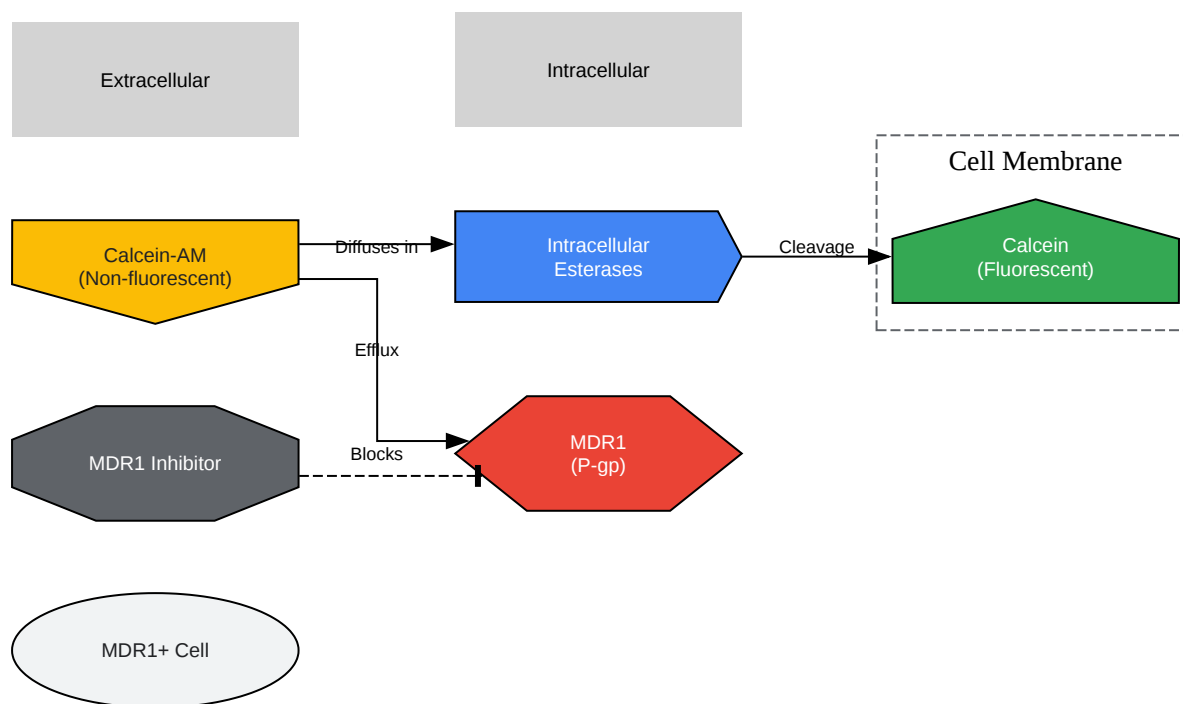 Extracellular
Intracellular
Cell Membrane
Calcein-AM
(Non-fluorescent)
Diffuses in
Intracellular
Esterases
Cleavage
Calcein
(Fluorescent)
Efflux
MDR1 Inhibitor
Blocks
MDR1
(P-gp)
MDR1+ Cell